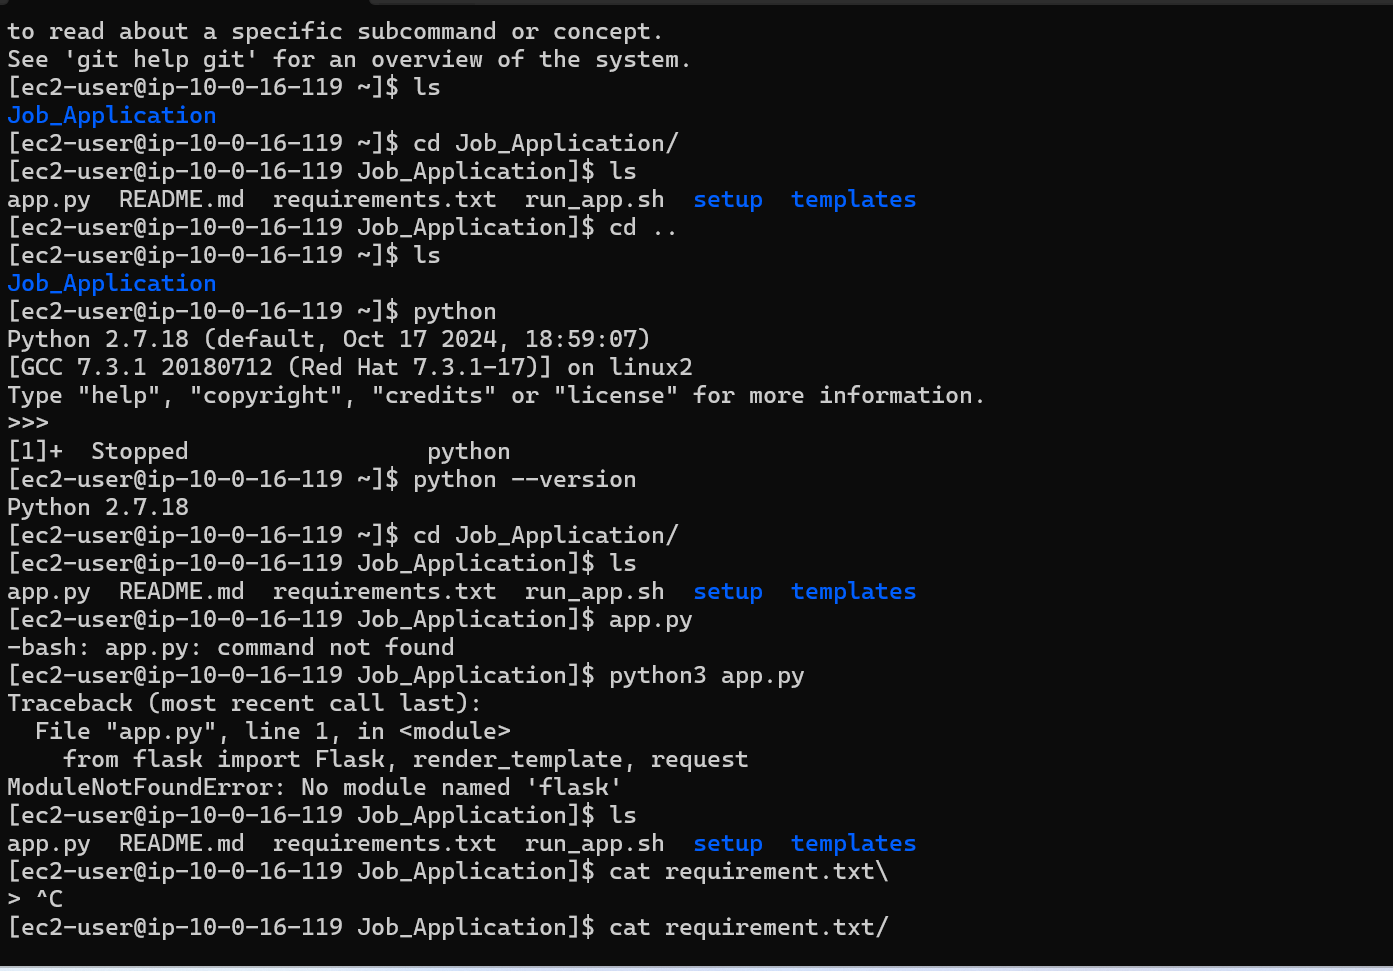 to read about a specific subcommand or concept.
See 'git help git' for an overview of the system.
[ec2-user@ip-10-0-16-119 ~]$ ls
Job_Application
[ec2-user@ip-10-0-16-119 ~]$ cd Job_Application/
[ec2-user@ip-10-0-16-119 Job_Application]$ ls
app.py  README.md  requirements.txt  run_app.sh  setup  templates
[ec2-user@ip-10-0-16-119 Job_Application]$ cd ..
[ec2-user@ip-10-0-16-119 ~]$ ls
Job_Application
[ec2-user@ip-10-0-16-119 ~]$ python
Python 2.7.18 (default, Oct 17 2024, 18:59:07)
[GCC 7.3.1 20180712 (Red Hat 7.3.1-17)] on linux2
Type "help", "copyright", "credits" or "license" for more information.
>>>
[1]+  Stopped                 python
[ec2-user@ip-10-0-16-119 ~]$ python --version
Python 2.7.18
[ec2-user@ip-10-0-16-119 ~]$ cd Job_Application/
[ec2-user@ip-10-0-16-119 Job_Application]$ ls
app.py  README.md  requirements.txt  run_app.sh  setup  templates
[ec2-user@ip-10-0-16-119 Job_Application]$ app.py
-bash: app.py: command not found
[ec2-user@ip-10-0-16-119 Job_Application]$ python3 app.py
Traceback (most recent call last):
  File "app.py", line 1, in <module>
    from flask import Flask, render_template, request
ModuleNotFoundError: No module named 'flask'
[ec2-user@ip-10-0-16-119 Job_Application]$ ls
app.py  README.md  requirements.txt  run_app.sh  setup  templates
[ec2-user@ip-10-0-16-119 Job_Application]$ cat requirement.txt\
> ^C
[ec2-user@ip-10-0-16-119 Job_Application]$ cat requirement.txt/